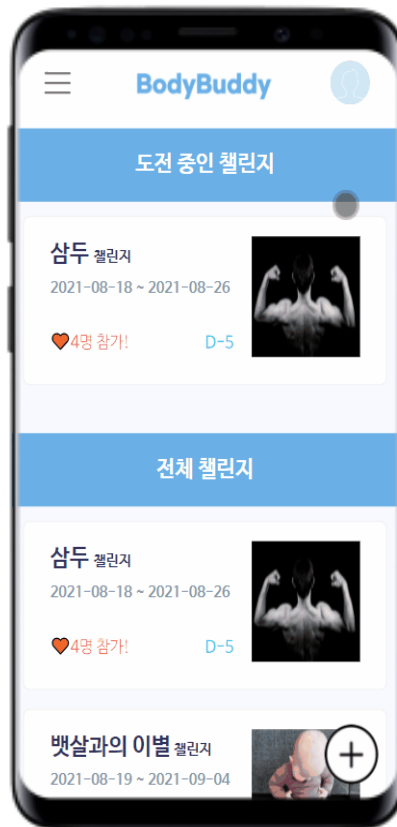 BodyBuddy
도전 중인 챌린지
삼두 챌린지
2021-08-18 ~ 2021-08-26
4명 참가!
D-5
전체 챌린지
삼두 챌린지
2021-08-18 ~ 2021-08-26
4명 참가!
D-5
뱃살과의 이별 챌린지
2021-08-19 ~ 2021-09-04